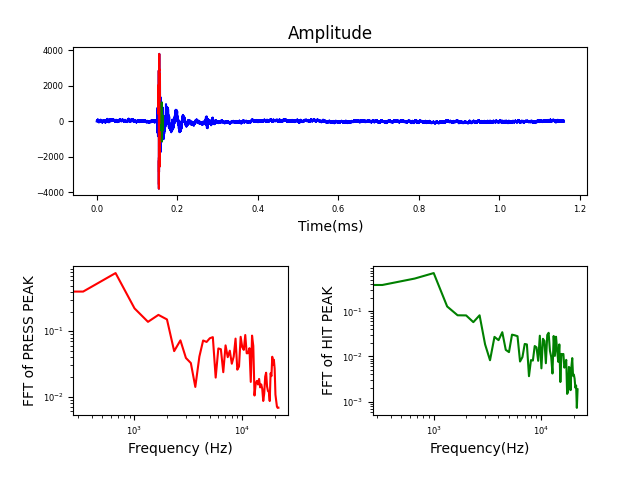 Amplitude
4000
2000
0
−2000
−4000
0.0 0.2 0.4 0.6 0.8 1.0 1.2
Time(ms)
FFT of PRESS PEAK
10⁻¹
10⁻²
10³ 10⁴
Frequency (Hz)
FFT of HIT PEAK
10⁻¹
10⁻²
10⁻³
10³ 10⁴
Frequency(Hz)